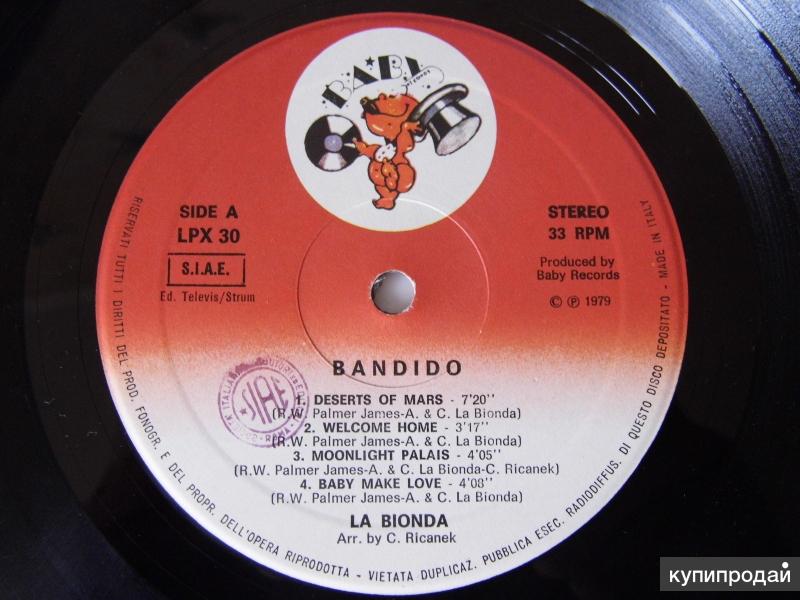 BABY
RECORDS
SIDE A
LPX 30
S.I.A.E.
Ed. Televis/Strum
STEREO
33 RPM
Produced by
Baby Records
© ℗ 1979
BANDIDO
1. DESERTS OF MARS - 7'20''
(R.W. Palmer James-A. & C. La Bionda)
2. WELCOME HOME - 3'17''
(R.W. Palmer James-A. & C. La Bionda)
3. MOONLIGHT PALAIS - 4'05''
(R.W. Palmer James-A. & C. La Bionda-C. Ricanek)
4. BABY MAKE LOVE - 4'08''
(R.W. Palmer James-A. & C. La Bionda)
LA BIONDA
Arr. by C. Ricanek
RISERVATI TUTTI I DIRITTI DEL PROD. FONOGR. E DEL PROPR. DELL'OPERA RIPRODOTTA - VIETATA DUPLICAZ. PUBBLICA ESEC. RADIODIFFUS. DI QUESTO DISCO DEPOSITATO - MADE IN ITALY
SIAE
ROMA
купипродай